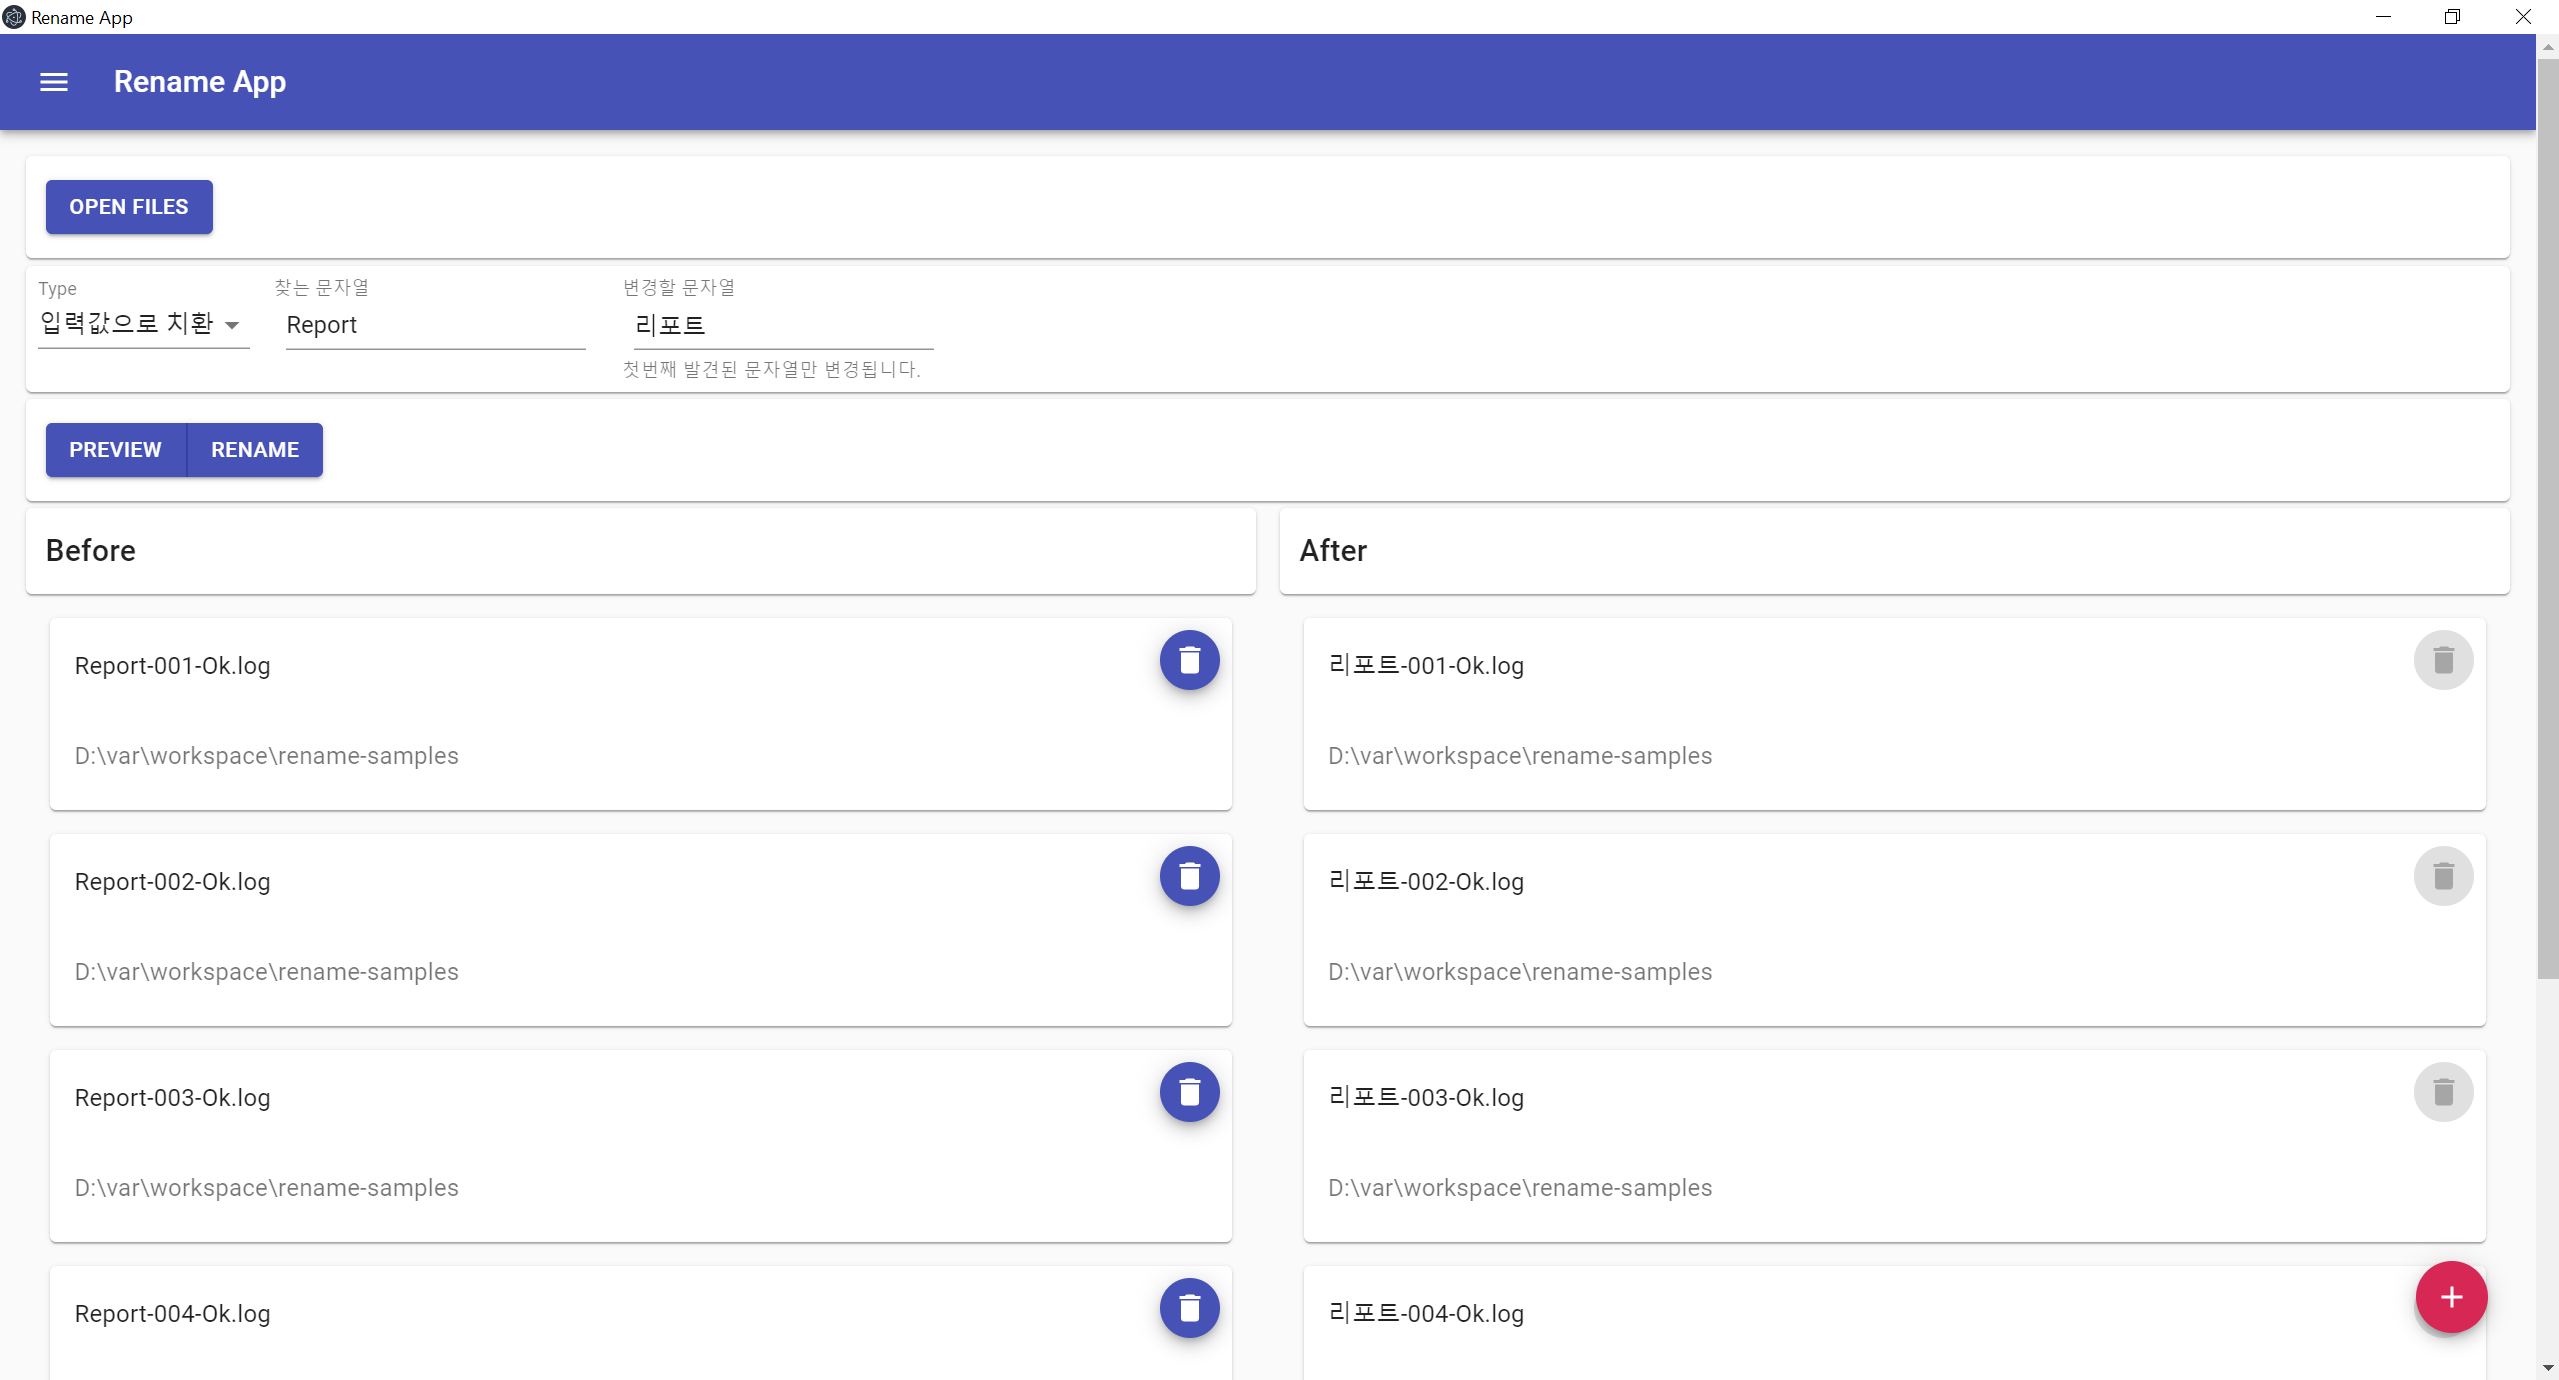 Rename App
Rename App
OPEN FILES
Type 찾는 문자열 변경할 문자열
입력값으로 치환 Report 리포트
첫번째 발견된 문자열만 변경됩니다.
PREVIEW RENAME
Before After
Report-001-Ok.log 리포트-001-Ok.log
D:\var\workspace\rename-samples D:\var\workspace\rename-samples
Report-002-Ok.log 리포트-002-Ok.log
D:\var\workspace\rename-samples D:\var\workspace\rename-samples
Report-003-Ok.log 리포트-003-Ok.log
D:\var\workspace\rename-samples D:\var\workspace\rename-samples
Report-004-Ok.log 리포트-004-Ok.log